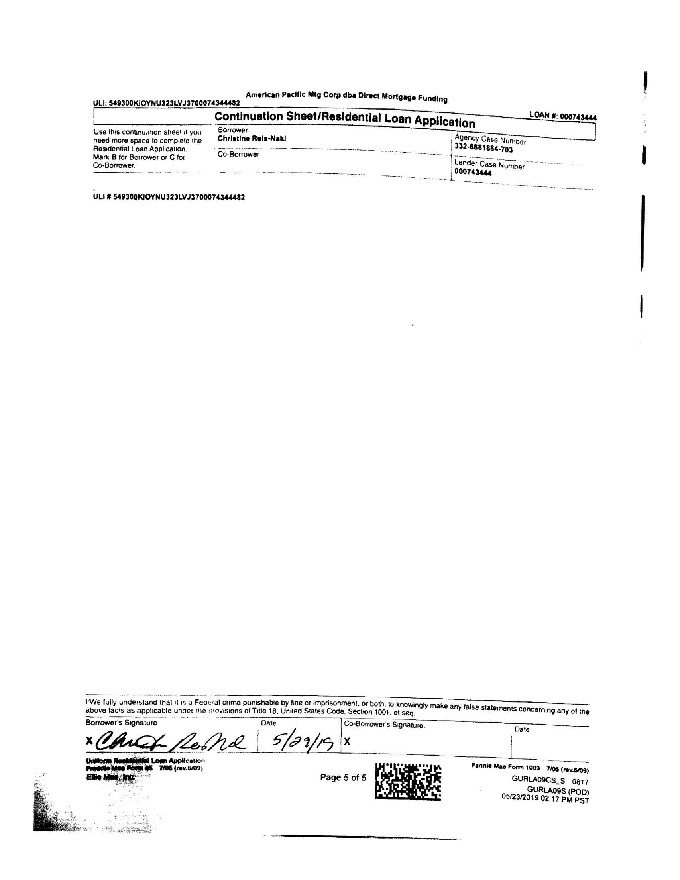 American Pacific Mtg Corp dba Direct Mortgage Funding
ULI: 549300KIOYNU323LVJ3700074344482
LOAN #: 000743444
Continuation Sheet/Residential Loan Application
Use this continuation sheet if you
need more space to complete the
Residential Loan Application.
Mark B for Borrower or C for
Co-Borrower.
Borrower
Christine Reis-Naki
Co-Borrower
Agency Case Number
332-6681884-703
Lender Case Number
000743444
ULI # 549300KIOYNU323LVJ3700074344482
I/We fully understand that it is a Federal crime punishable by fine or imprisonment, or both, to knowingly make any false statements concerning any of the
above facts as applicable under the provisions of Title 18, United States Code, Section 1001, et seq.
Borrower's Signature
Date
Co-Borrower's Signature
Date
X
5/29/19
X
Uniform Residential Loan Application
Freddie Mac Form 65 7/05 (rev.6/09)
Ellie Mae, Inc.
Page 5 of 5
Fannie Mae Form 1003 7/05 (rev.6/09)
GURLA09CS_S 0817
GURLA09S (POD)
05/23/2019 02:17 PM PST